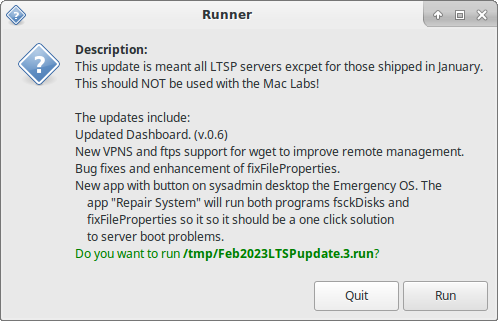 Runner
Description:
This update is meant all LTSP servers excpet for those shipped in January.
This should NOT be used with the Mac Labs!
The updates include:
Updated Dashboard. (v.0.6)
New VPNS and ftps support for wget to improve remote management.
Bug fixes and enhancement of fixFileProperties.
New app with button on sysadmin desktop the Emergency OS. The
app "Repair System" will run both programs fsckDisks and
fixFileProperties so it so it should be a one click solution
to server boot problems.
Do you want to run /tmp/Feb2023LTSPupdate.3.run?
Quit Run